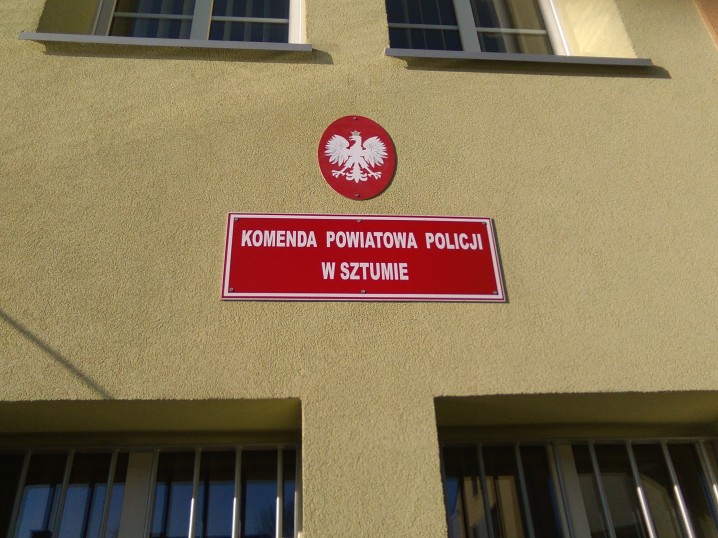 KOMENDA POWIATOWA POLICJI
W SZTUMIE